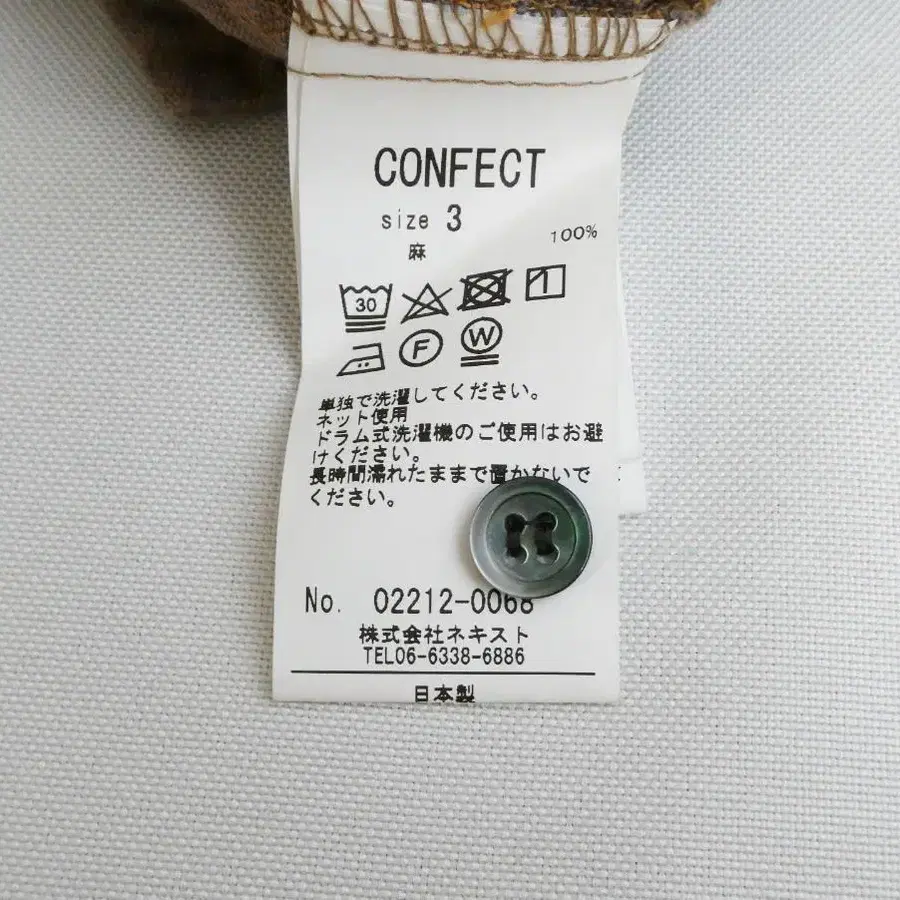 CONFECT
size 3
麻 100%
30
F W
単独で洗濯してください。
ネット使用
ドラム式洗濯機のご使用はお避
けください。
長時間濡れたままで置かないで
ください。
No. 02212-0068
株式会社ネキスト
TEL06-6338-6886
日本製